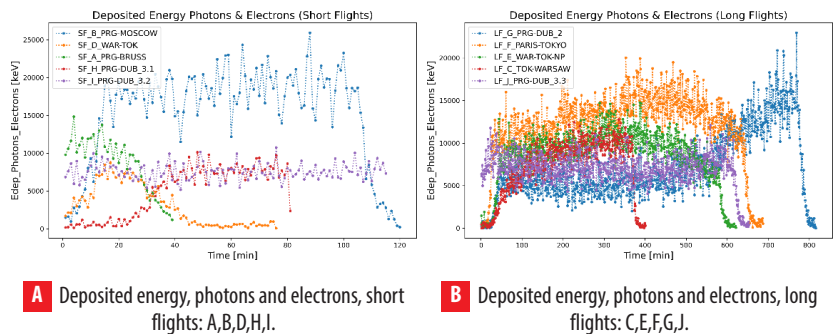 Deposited Energy Photons & Electrons (Short Flights)
SF_B_PRG-MOSCOW
SF_D_WAR-TOK
SF_A_PRG-BRUSS
SF_H_PRG-DUB_3.1
SF_I_PRG-DUB_3.2
Edep_Photons_Electrons [keV]
25000
20000
15000
10000
5000
0
0 20 40 60 80 100 120
Time [min]
A Deposited energy, photons and electrons, short
flights: A,B,D,H,I.
Deposited Energy Photons & Electrons (Long Flights)
LF_G_PRG-DUB_2
LF_F_PARIS-TOKYO
LF_E_WAR-TOK-NP
LF_C_TOK-WARSAW
LF_J_PRG-DUB_3.3
Edep_Photons_Electrons [keV]
20000
15000
10000
5000
0
0 100 200 300 400 500 600 700 800
Time [min]
B Deposited energy, photons and electrons, long
flights: C,E,F,G,J.